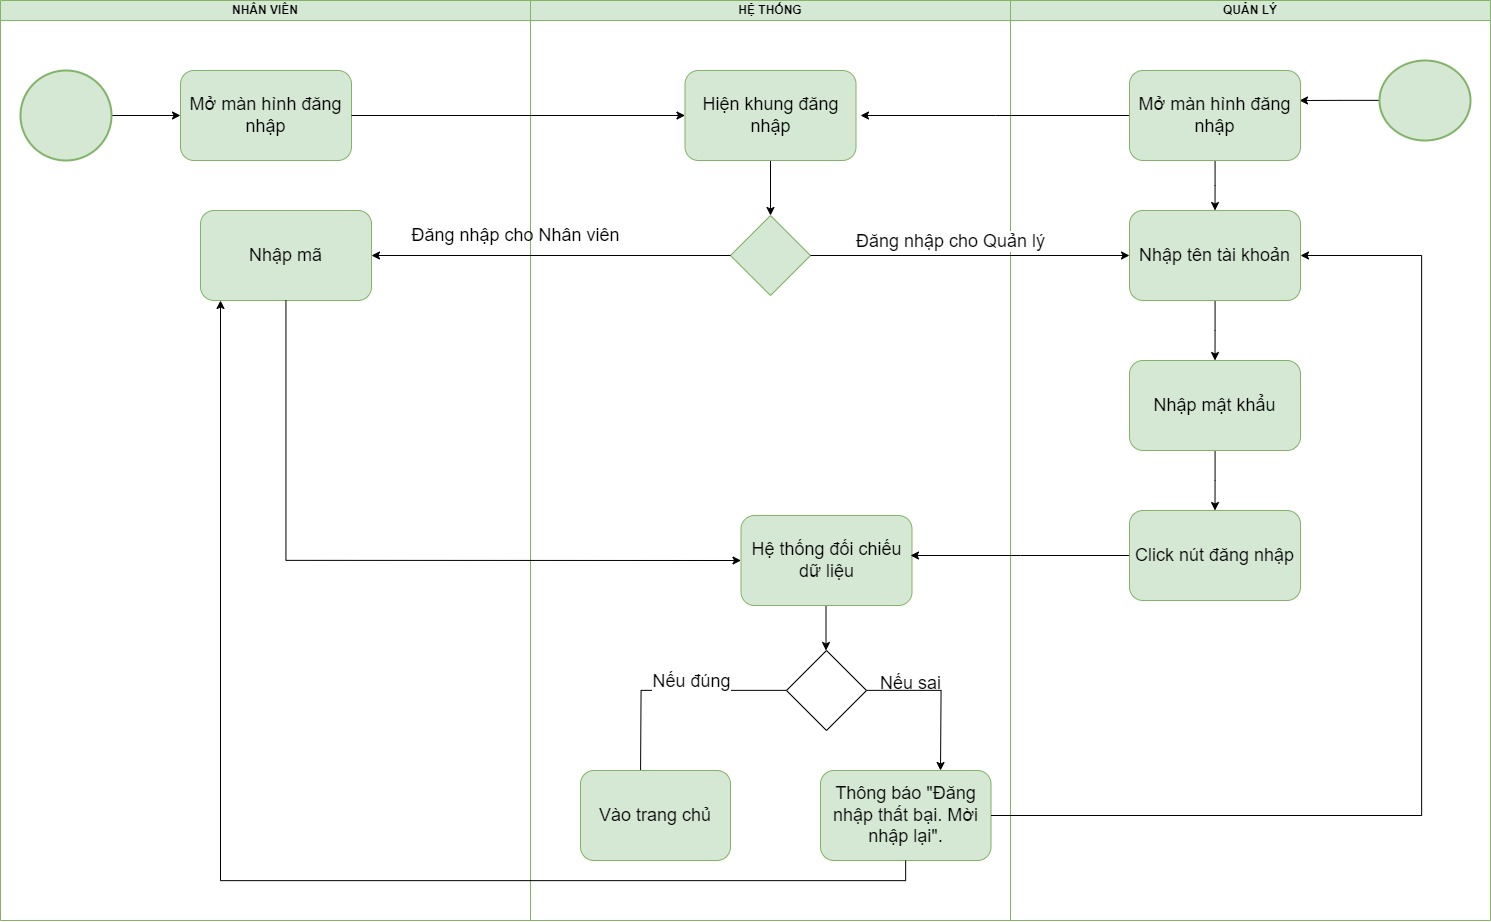 NHÂN VIÊN
HỆ THỐNG
QUẢN LÝ
Mở màn hình đăng
nhập
Hiện khung đăng
nhập
Mở màn hình đăng
nhập
Nhập mã
Đăng nhập cho Nhân viên
Đăng nhập cho Quản lý
Nhập tên tài khoản
Nhập mật khẩu
Hệ thống đối chiếu
dữ liệu
Click nút đăng nhập
Nếu đúng
Nếu sai
Vào trang chủ
Thông báo "Đăng
nhập thất bại. Mời
nhập lại".